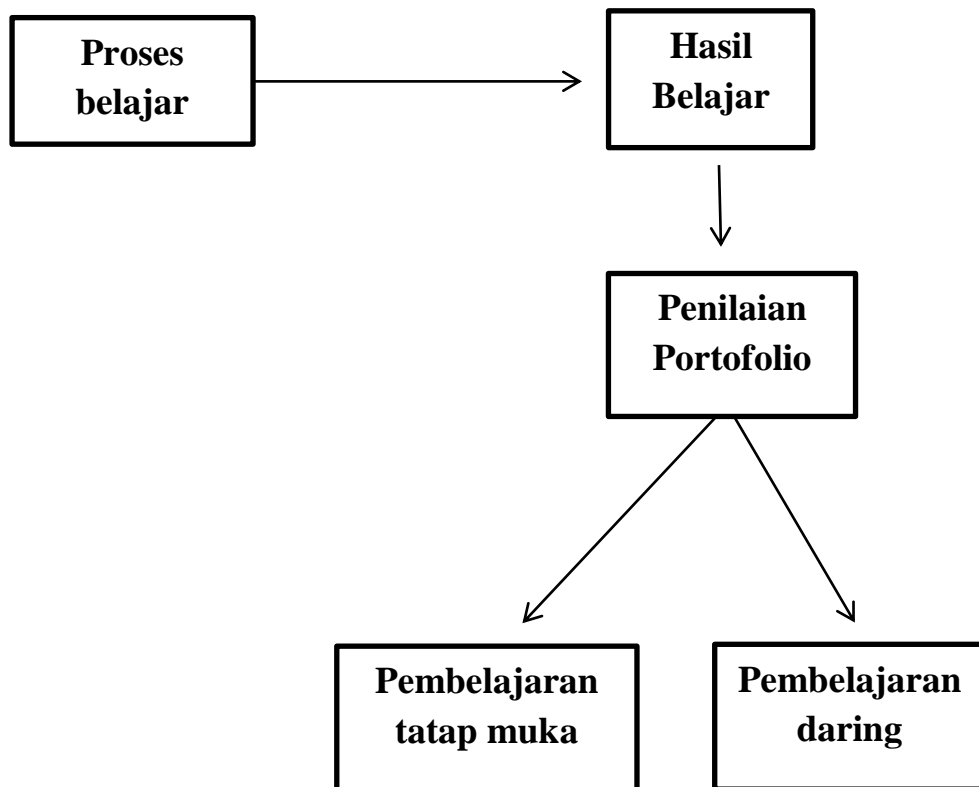 Proses
belajar
Hasil
Belajar
Penilaian
Portofolio
Pembelajaran
tatap muka
Pembelajaran
daring